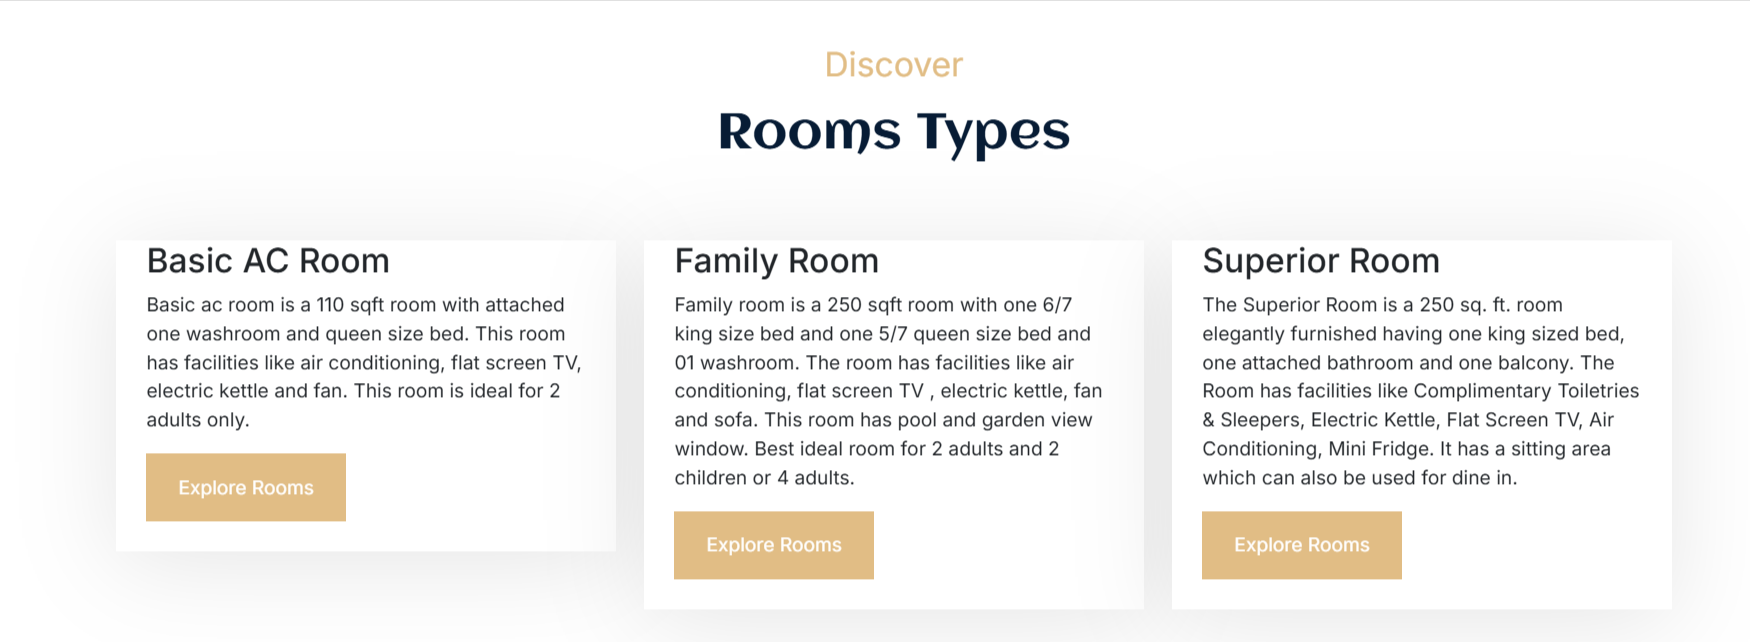 Discover
Rooms Types
Basic AC Room
Basic ac room is a 110 sqft room with attached
one washroom and queen size bed. This room
has facilities like air conditioning, flat screen TV,
electric kettle and fan. This room is ideal for 2
adults only.
Explore Rooms
Family Room
Family room is a 250 sqft room with one 6/7
king size bed and one 5/7 queen size bed and
01 washroom. The room has facilities like air
conditioning, flat screen TV , electric kettle, fan
and sofa. This room has pool and garden view
window. Best ideal room for 2 adults and 2
children or 4 adults.
Explore Rooms
Superior Room
The Superior Room is a 250 sq. ft. room
elegantly furnished having one king sized bed,
one attached bathroom and one balcony. The
Room has facilities like Complimentary Toiletries
& Sleepers, Electric Kettle, Flat Screen TV, Air
Conditioning, Mini Fridge. It has a sitting area
which can also be used for dine in.
Explore Rooms